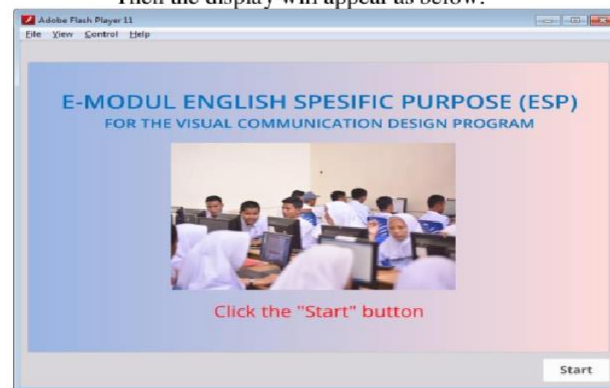 Then the display will appear as below:
Adobe Flash Player 11
File View Control Help
E-MODUL ENGLISH SPESIFIC PURPOSE (ESP)
FOR THE VISUAL COMMUNICATION DESIGN PROGRAM
Click the "Start" button
Start